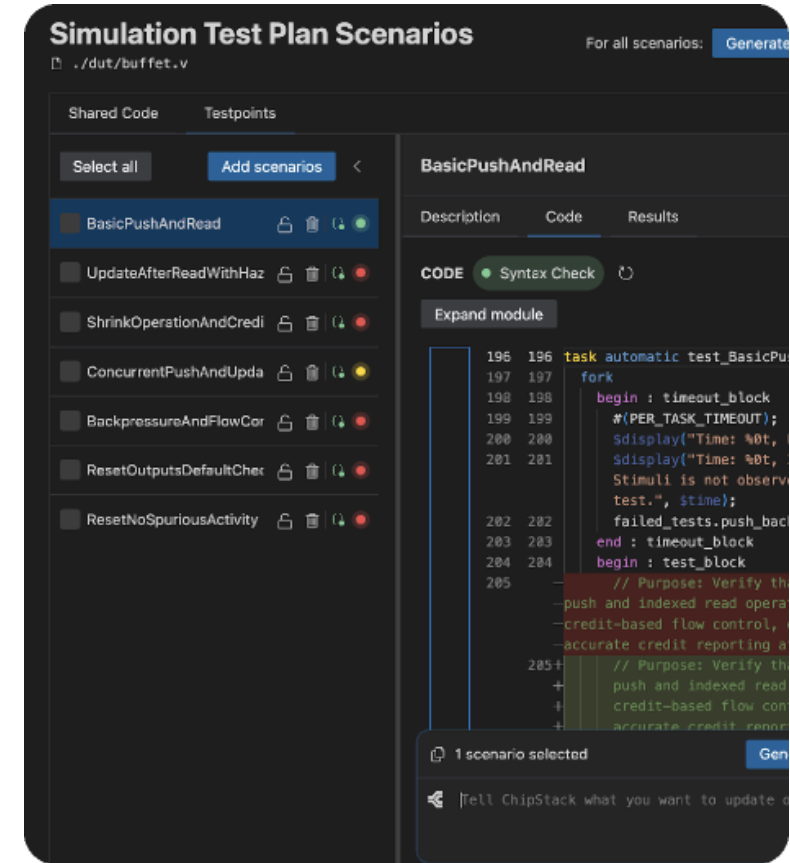 Simulation Test Plan Scenarios
./dut/buffet.v
For all scenarios:
Generate
Shared Code
Testpoints
Select all
Add scenarios
BasicPushAndRead
UpdateAfterReadWithHaz
ShrinkOperationAndCredi
ConcurrentPushAndUpda
BackpressureAndFlowCor
ResetOutputsDefaultChec
ResetNoSpuriousActivity
BasicPushAndRead
Description
Code
Results
CODE
Syntax Check
Expand module
196 196 task automatic test_BasicPus
197 197 fork
198 198 begin : timeout_block
199 199 #(PER_TASK_TIMEOUT);
200 200 $display("Time: %0t,
201 201 $display("Time: %0t,
Stimuli is not observe
test.", $time);
202 202 failed_tests.push_back
203 203 end : timeout_block
204 204 begin : test_block
205 — // Purpose: Verify tha
—push and indexed read opera
—credit-based flow control,
—accurate credit reporting a
205+ // Purpose: Verify tha
+ push and indexed read
+ credit-based flow con
+ accurate credit repor
1 scenario selected
Gen
Tell ChipStack what you want to update o